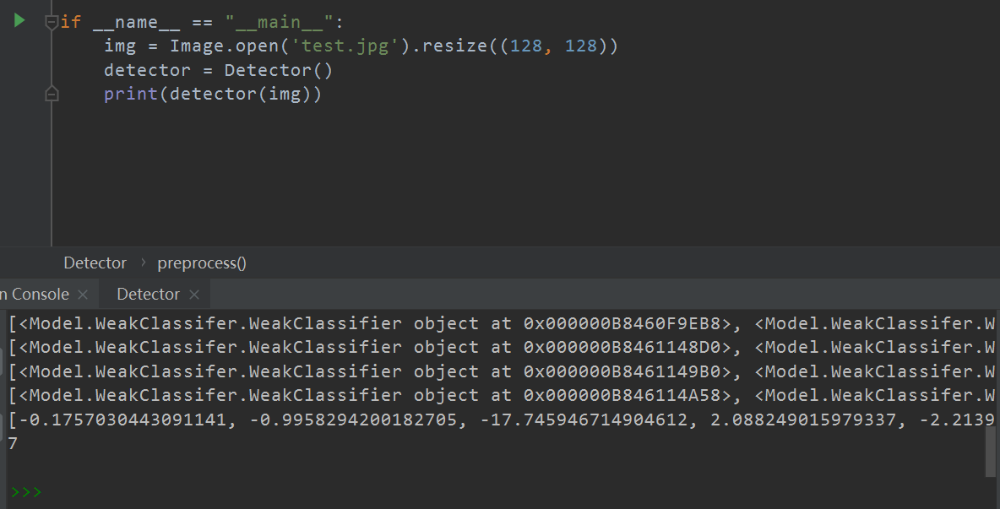 if __name__ == "__main__":
    img = Image.open('test.jpg').resize((128, 128))
    detector = Detector()
    print(detector(img))
Detector › preprocess()
n Console × Detector ×
[<Model.WeakClassifer.WeakClassifier object at 0x000000B8460F9EB8>, <Model.WeakClassifer.W
[<Model.WeakClassifer.WeakClassifier object at 0x000000B8461148D0>, <Model.WeakClassifer.W
[<Model.WeakClassifer.WeakClassifier object at 0x000000B8461149B0>, <Model.WeakClassifer.W
[<Model.WeakClassifer.WeakClassifier object at 0x000000B846114A58>, <Model.WeakClassifer.W
[-0.1757030443091141, -0.9958294200182705, -17.745946714904612, 2.088249015979337, -2.2139
7
>>>